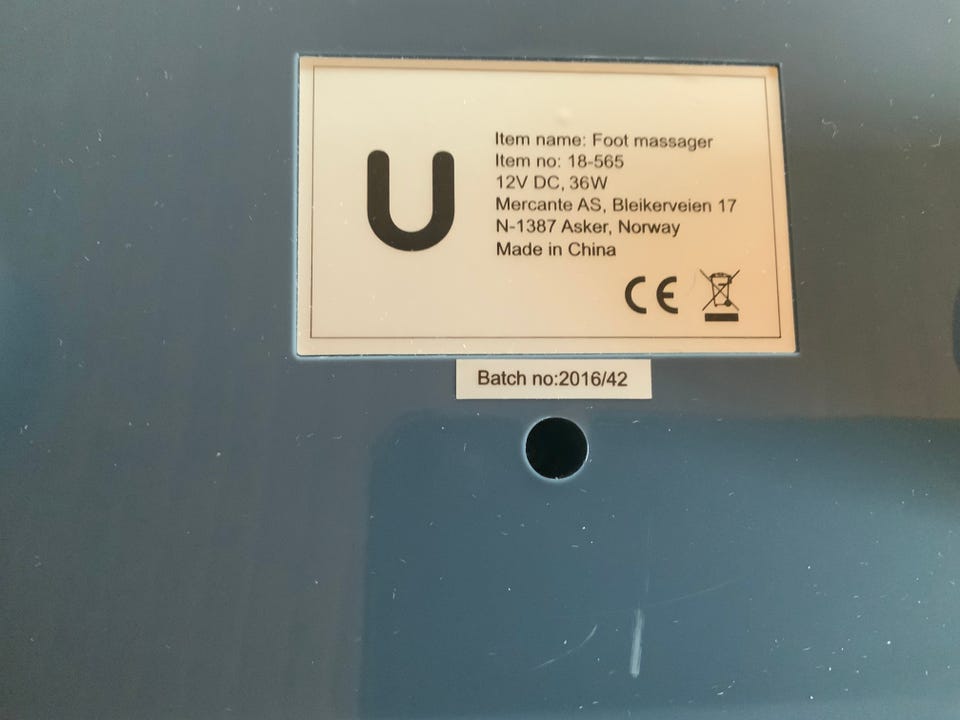 U
Item name: Foot massager
Item no: 18-565
12V DC, 36W
Mercante AS, Bleikerveien 17
N-1387 Asker, Norway
Made in China
CE
Batch no:2016/42